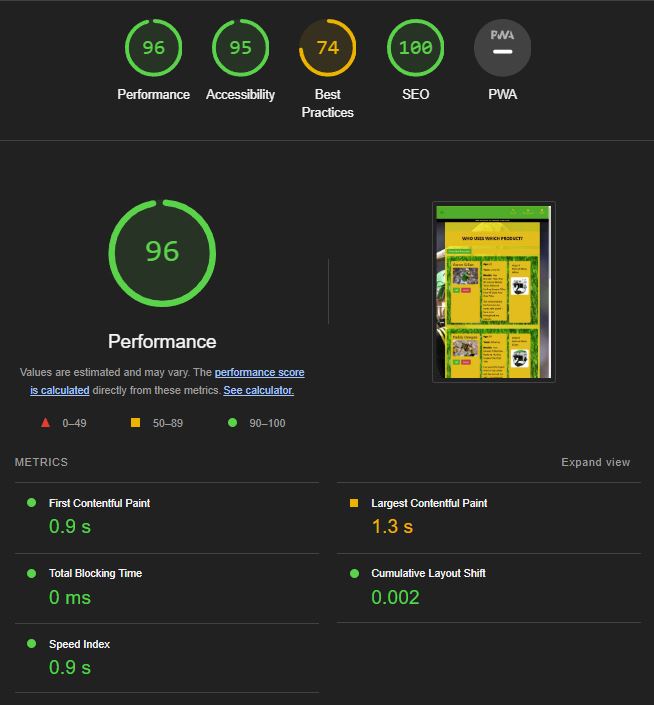 96
95
74
100
PWA
Performance
Accessibility
Best
Practices
SEO
PWA
96
Performance
Values are estimated and may vary. The performance score
is calculated directly from these metrics. See calculator.
0–49
50–89
90–100
WHO USES WHICH PRODUCT?
METRICS
Expand view
First Contentful Paint
0.9 s
Largest Contentful Paint
1.3 s
Total Blocking Time
0 ms
Cumulative Layout Shift
0.002
Speed Index
0.9 s